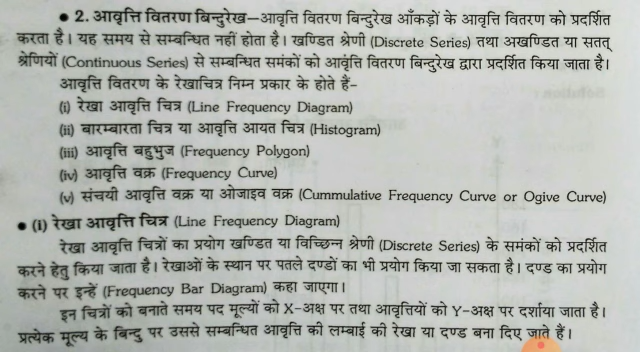 • 2. आवृत्ति वितरण बिन्दुरेख—आवृत्ति वितरण बिन्दुरेख आँकड़ों के आवृत्ति वितरण को प्रदर्शित
करता है। यह समय से सम्बन्धित नहीं होता है। खण्डित श्रेणी (Discrete Series) तथा अखण्डित या सतत्
श्रेणियों (Continuous Series) से सम्बन्धित समंकों को आवृत्ति वितरण बिन्दुरेख द्वारा प्रदर्शित किया जाता है।
आवृत्ति वितरण के रेखाचित्र निम्न प्रकार के होते हैं-
(i) रेखा आवृत्ति चित्र (Line Frequency Diagram)
(ii) बारम्बारता चित्र या आवृत्ति आयत चित्र (Histogram)
(iii) आवृत्ति बहुभुज (Frequency Polygon)
(iv) आवृत्ति वक्र (Frequency Curve)
(v) संचयी आवृत्ति वक्र या ओजाइव वक्र (Cummulative Frequency Curve or Ogive Curve)
• (i) रेखा आवृत्ति चित्र (Line Frequency Diagram)
रेखा आवृत्ति चित्रों का प्रयोग खण्डित या विच्छिन्न श्रेणी (Discrete Series) के समंकों को प्रदर्शित
करने हेतु किया जाता है। रेखाओं के स्थान पर पतले दण्डों का भी प्रयोग किया जा सकता है। दण्ड का प्रयोग
करने पर इन्हें (Frequency Bar Diagram) कहा जाएगा।
इन चित्रों को बनाते समय पद मूल्यों को X-अक्ष पर तथा आवृत्तियों को Y-अक्ष पर दर्शाया जाता है।
प्रत्येक मूल्य के बिन्दु पर उससे सम्बन्धित आवृत्ति की लम्बाई की रेखा या दण्ड बना दिए जाते हैं।